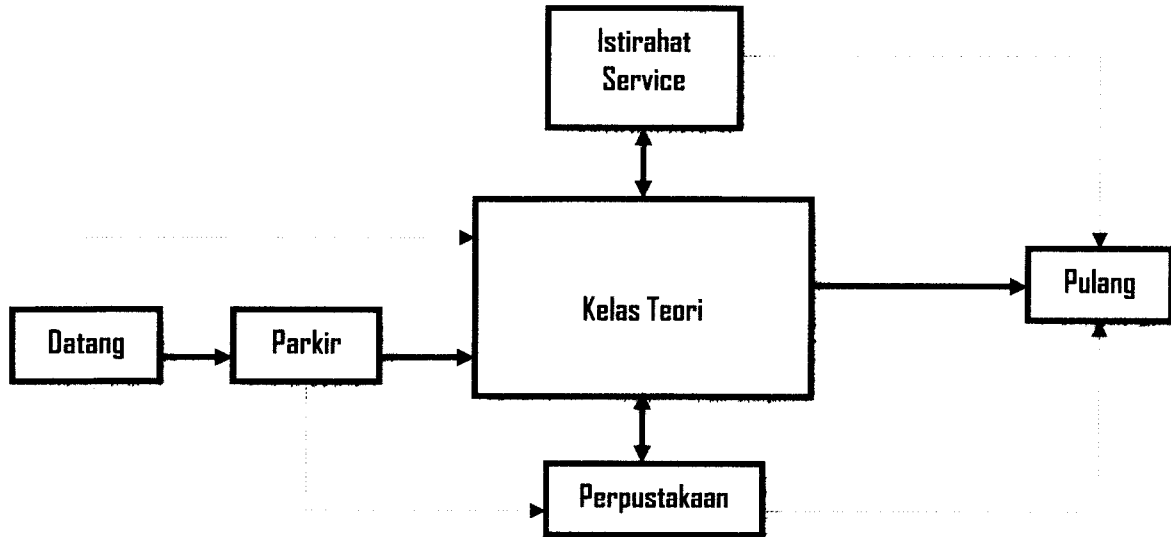 Istirahat
Service
Kelas Teori
Pulang
Datang
Parkir
Perpustakaan